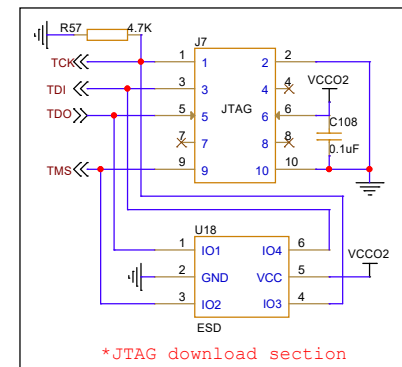 R57 4.7K
J7
TCK 1 1 2 2
VCCO2
TDI 3 3 4 4
TDO 5 5 JTAG 6 6
C108
7 7 8 8
0.1uF
TMS 9 9 10 10
U18
1 IO1 IO4 6
VCCO2
2 GND VCC 5
3 IO2 IO3 4
ESD
*JTAG download section